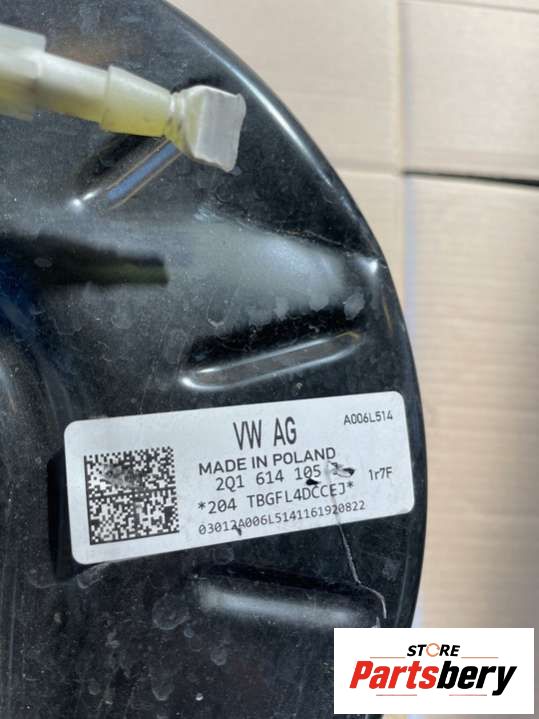 VW AG
A006L514
MADE IN POLAND
2Q1 614 105
1r7F
*204 TBGFL4DCCEJ*
03012A006L5141161920822
STORE
Partsbery